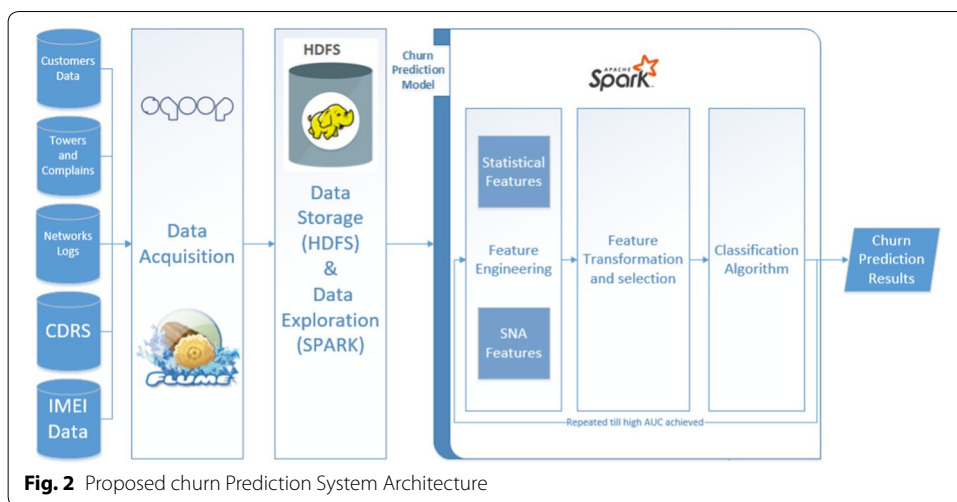 Customers
Data
Towers
and
Complains
Networks
Logs
CDRS
IMEI
Data
sqoop
Data
Acquisition
FLUME
HDFS
Data
Storage
(HDFS)
&
Data
Exploration
(SPARK)
Churn
Prediction
Model
APACHE
Spark
Statistical
Features
Feature
Engineering
SNA
Features
Feature
Transformation
and selection
Classification
Algorithm
Repeated till high AUC achieved
Churn
Prediction
Results
Fig. 2 Proposed churn Prediction System Architecture